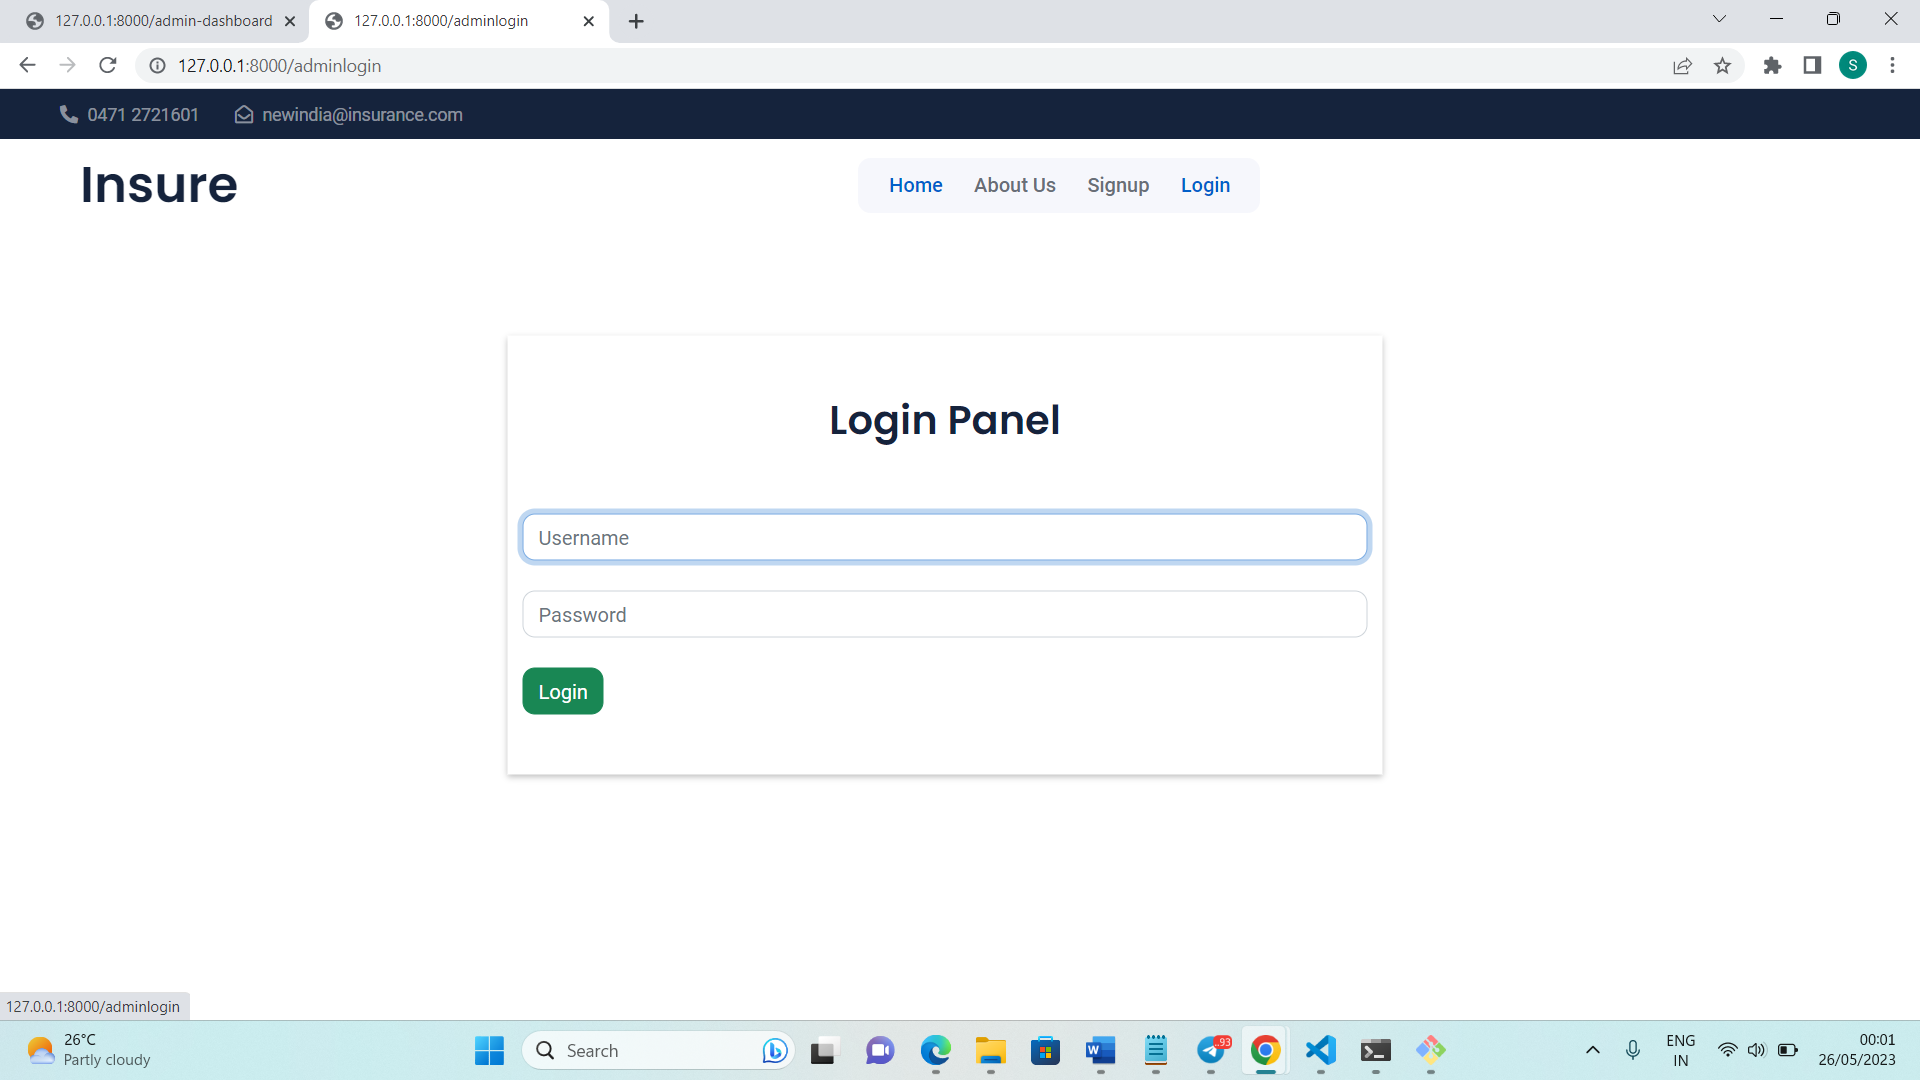 127.0.0.1:8000/admin-dashboard
127.0.0.1:8000/adminlogin
127.0.0.1:8000/adminlogin
S
0471 2721601
newindia@insurance.com
Insure
Home
About Us
Signup
Login
Login Panel
Username
Password
Login
127.0.0.1:8000/adminlogin
26°C
Partly cloudy
Search
W
..93
ENG
IN
00:01
26/05/2023